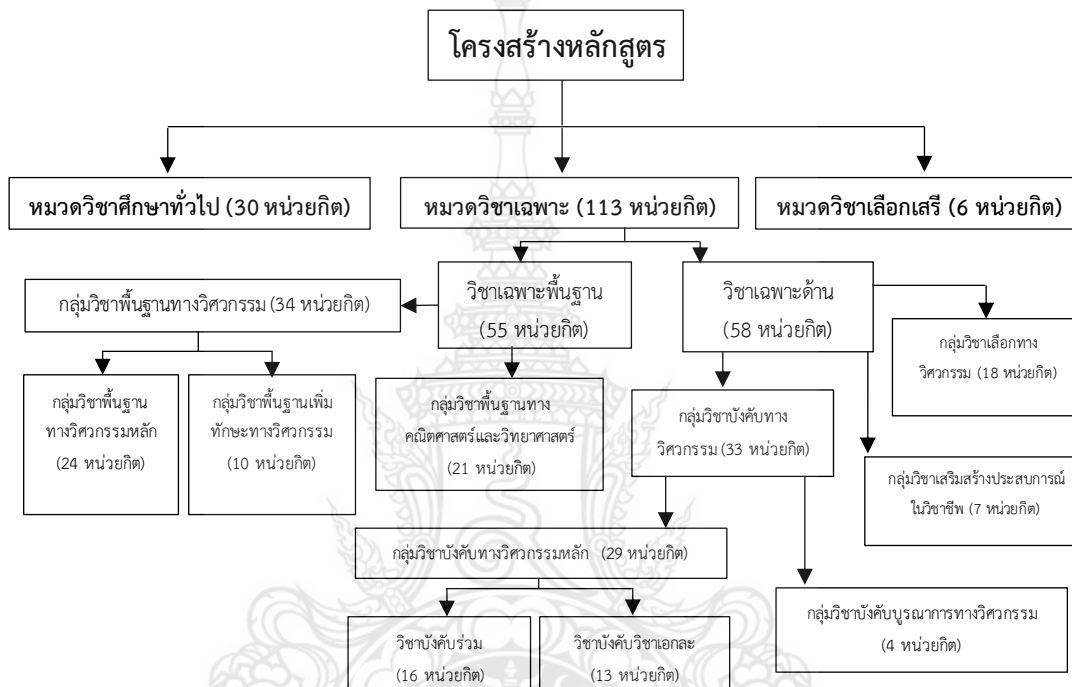 โครงสร้างหลักสูตร
หมวดวิชาศึกษาทั่วไป (30 หน่วยกิต)
หมวดวิชาเฉพาะ (113 หน่วยกิต)
หมวดวิชาเลือกเสรี (6 หน่วยกิต)
กลุ่มวิชาพื้นฐานทางวิศวกรรม (34 หน่วยกิต)
วิชาเฉพาะพื้นฐาน
(55 หน่วยกิต)
วิชาเฉพาะด้าน
(58 หน่วยกิต)
กลุ่มวิชาเลือกทาง
วิศวกรรม (18 หน่วยกิต)
กลุ่มวิชาพื้นฐาน
ทางวิศวกรรมหลัก
(24 หน่วยกิต)
กลุ่มวิชาพื้นฐานเพิ่ม
ทักษะทางวิศวกรรม
(10 หน่วยกิต)
กลุ่มวิชาพื้นฐานทาง
คณิตศาสตร์และวิทยาศาสตร์
(21 หน่วยกิต)
กลุ่มวิชาบังคับทาง
วิศวกรรม (33 หน่วยกิต)
กลุ่มวิชาเสริมสร้างประสบการณ์
ในวิชาชีพ (7 หน่วยกิต)
กลุ่มวิชาบังคับทางวิศวกรรมหลัก (29 หน่วยกิต)
กลุ่มวิชาบังคับบูรณาการทางวิศวกรรม
(4 หน่วยกิต)
วิชาบังคับร่วม
(16 หน่วยกิต)
วิชาบังคับวิชาเอกละ
(13 หน่วยกิต)